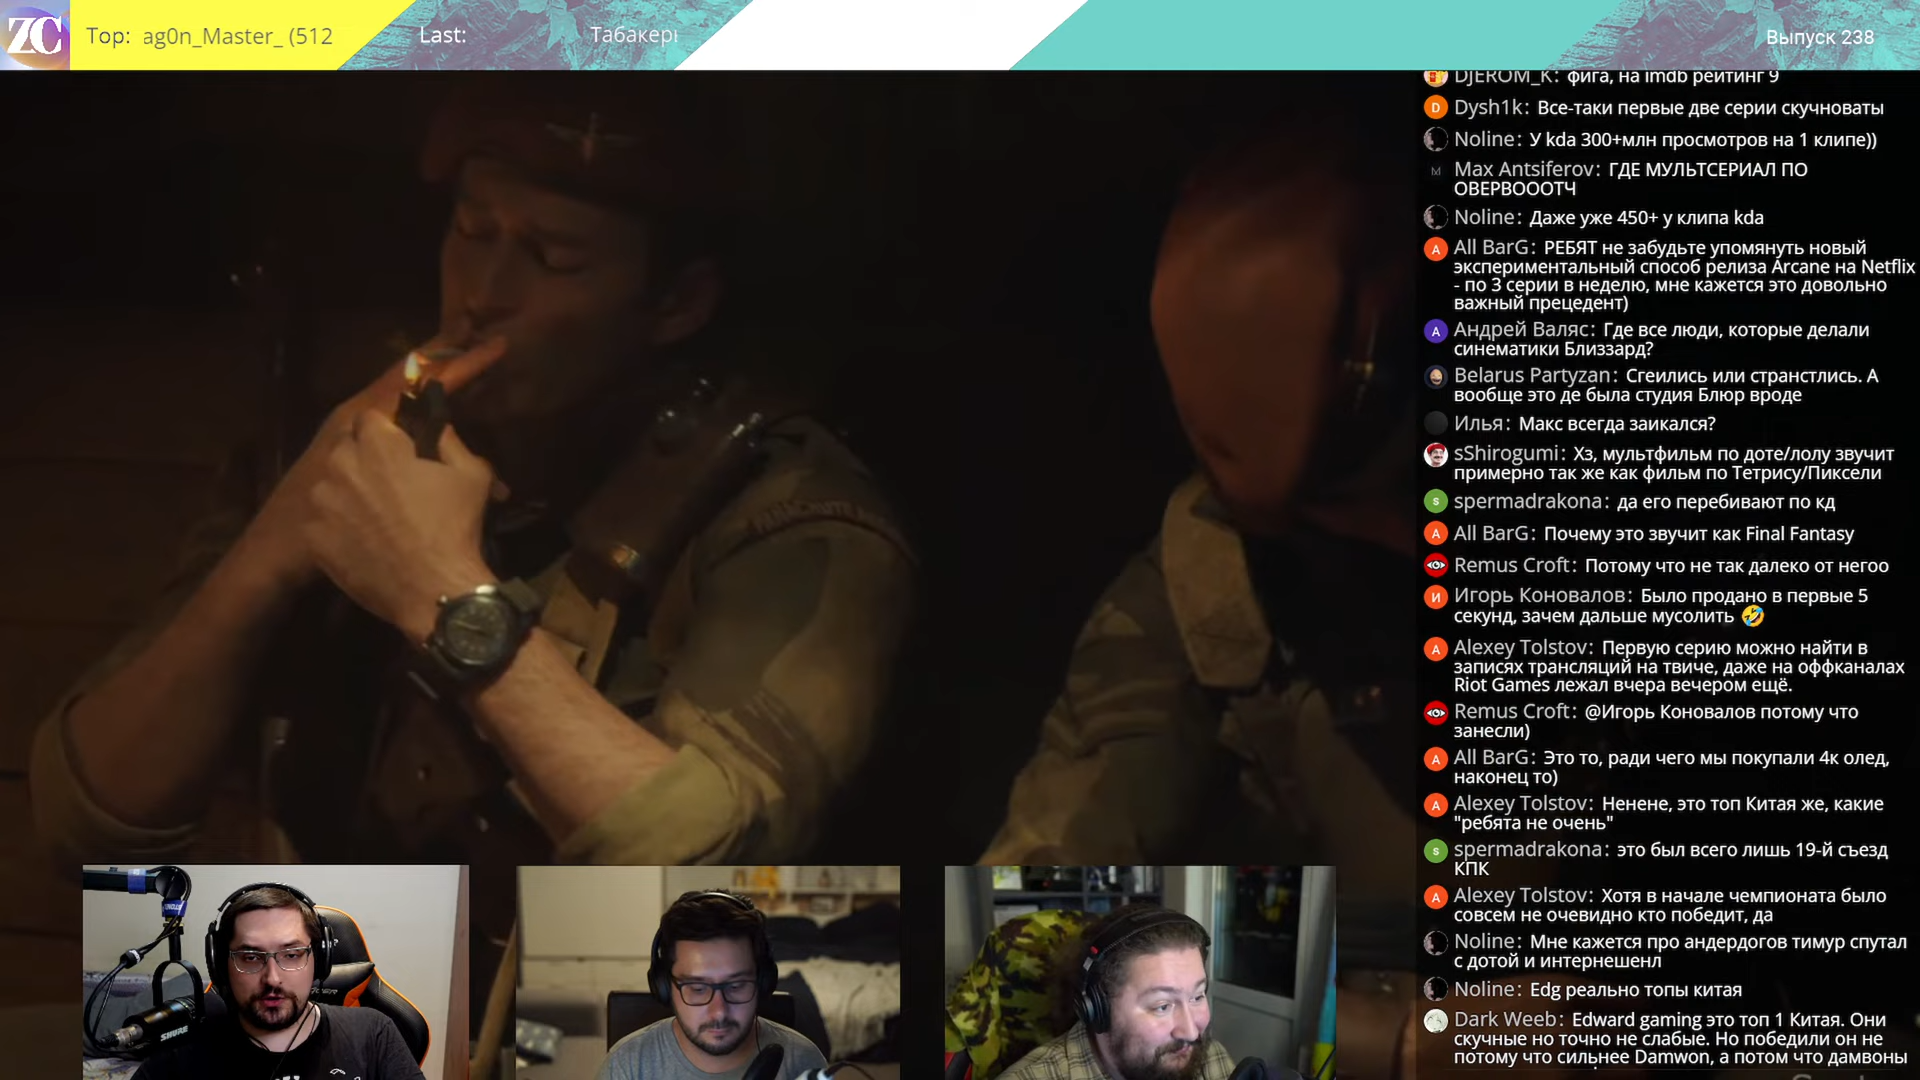 ZC
Top: ag0n_Master_ (512
Last:
Табакерк
Выпуск 238
DJEROM_K: фига, на imdb рейтинг 9
Dysh1k: Все-таки первые две серии скучноваты
Noline: У kda 300+млн просмотров на 1 клипе))
Max Antsiferov: ГДЕ МУЛЬТСЕРИАЛ ПО
ОВЕРВОООТЧ
Noline: Даже уже 450+ у клипа kda
All BarG: РЕБЯТ не забудьте упомянуть новый
экспериментальный способ релиза Arcane на Netflix
- по 3 серии в неделю, мне кажется это довольно
важный прецедент)
Андрей Валяс: Где все люди, которые делали
синематики Близзард?
Belarus Partyzan: Сгеились или странстлись. А
вообще это де была студия Блюр вроде
Илья: Макс всегда заикался?
sShirogumi: Хз, мультфильм по доте/лолу звучит
примерно так же как фильм по Тетрису/Пиксели
spermadrakona: да его перебивают по кд
All BarG: Почему это звучит как Final Fantasy
Remus Croft: Потому что не так далеко от негоо
Игорь Коновалов: Было продано в первые 5
секунд, зачем дальше мусолить 🤣
Alexey Tolstov: Первую серию можно найти в
записях трансляций на твиче, даже на оффканалах
Riot Games лежал вчера вечером ещё.
Remus Croft: @Игорь Коновалов потому что
занесли)
All BarG: Это то, ради чего мы покупали 4к олед,
наконец то)
Alexey Tolstov: Ненене, это топ Китая же, какие
"ребята не очень"
spermadrakona: это был всего лишь 19-й съезд
КПК
Alexey Tolstov: Хотя в начале чемпионата было
совсем не очевидно кто победит, да
Noline: Мне кажется про андердогов тимур спутал
с дотой и интернешенл
Noline: Edg реально топы китая
Dark Weeb: Edward gaming это топ 1 Китая. Они
скучные но точно не слабые. Но победили он не
потому что сильнее Damwon, а потом что дамвоны
SHURE